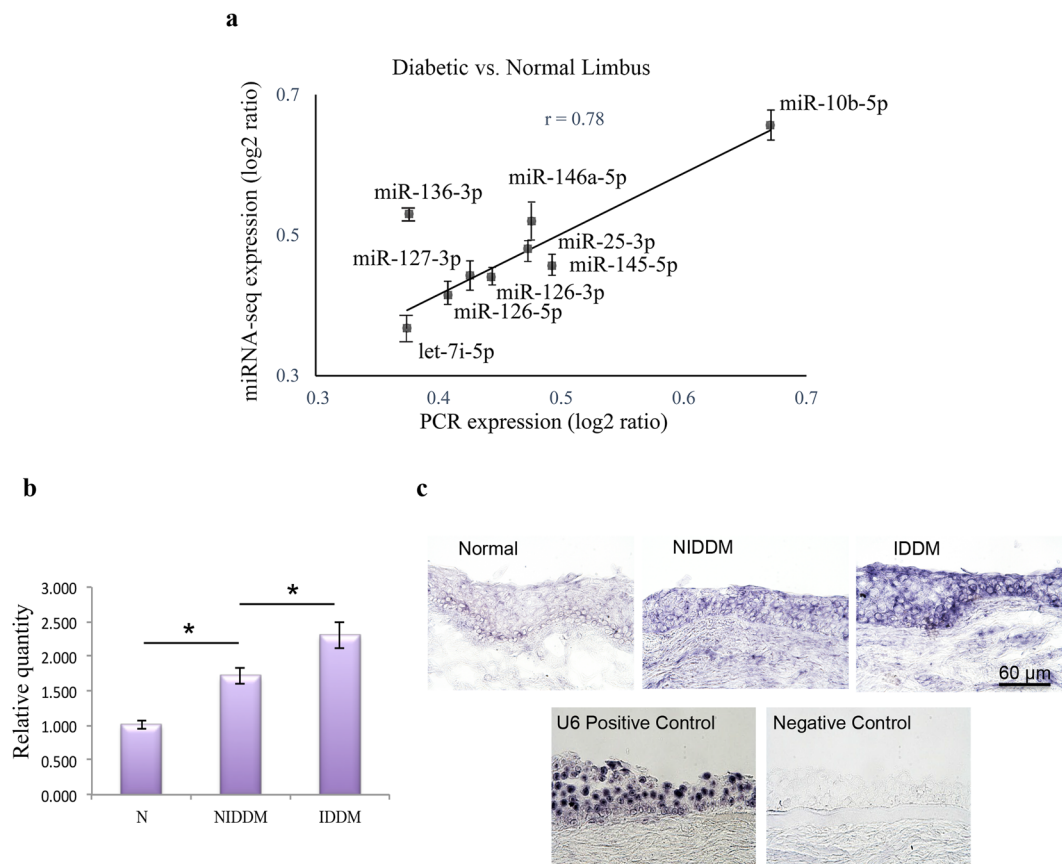 a
Diabetic vs. Normal Limbus
r = 0.78
miRNA-seq expression (log2 ratio)
0.7
0.5
0.3
miR-10b-5p
miR-136-3p
miR-146a-5p
miR-25-3p
miR-127-3p
miR-145-5p
miR-126-3p
miR-126-5p
let-7i-5p
0.3 0.4 0.5 0.6 0.7
PCR expression (log2 ratio)
b
Relative quantity
3.000
2.500
2.000
1.500
1.000
0.500
0.000
*
*
N NIDDM IDDM
c
Normal
NIDDM
IDDM
60 µm
U6 Positive Control
Negative Control